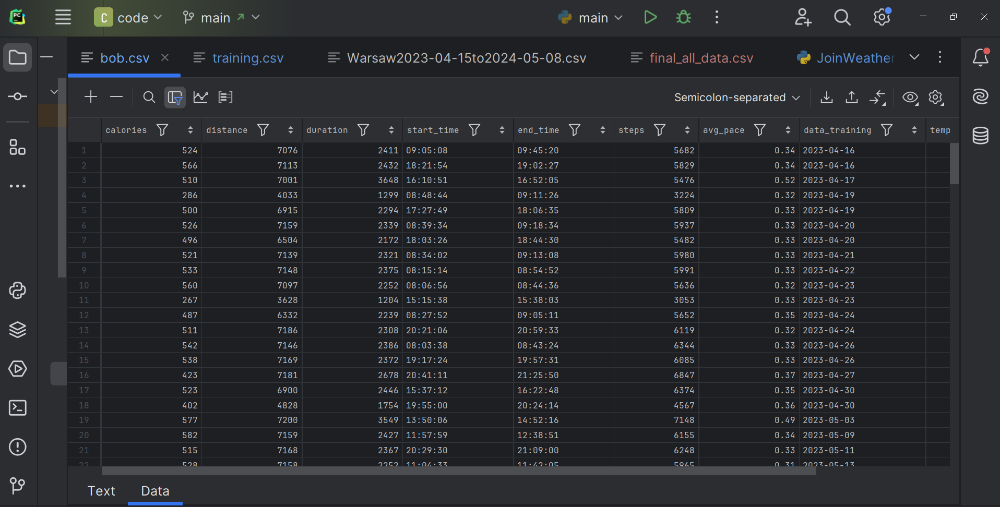 PC C code main main
bob.csv training.csv Warsaw2023-04-15to2024-05-08.csv final_all_data.csv JoinWeather
Semicolon-separated
calories distance duration start_time end_time steps avg_pace data_training temp
1 524 7076 2411 09:05:08 09:45:20 5682 0.34 2023-04-16
2 566 7113 2432 18:21:54 19:02:27 5829 0.34 2023-04-16
3 510 7001 3648 16:10:51 16:52:05 5476 0.52 2023-04-17
4 286 4033 1299 08:48:44 09:11:26 3224 0.32 2023-04-19
5 500 6915 2294 17:27:49 18:06:35 5809 0.33 2023-04-19
6 526 7159 2339 08:39:34 09:18:34 5937 0.33 2023-04-20
7 496 6504 2172 18:03:26 18:44:30 5482 0.33 2023-04-20
8 521 7139 2321 08:34:02 09:13:08 5980 0.33 2023-04-21
9 533 7148 2375 08:15:14 08:54:52 5991 0.33 2023-04-22
10 560 7097 2252 08:06:56 08:44:36 5636 0.32 2023-04-23
11 267 3628 1204 15:15:38 15:38:03 3053 0.33 2023-04-23
12 487 6332 2239 08:27:52 09:05:11 5652 0.35 2023-04-24
13 511 7186 2308 20:21:06 20:59:33 6119 0.32 2023-04-24
14 542 7146 2386 08:03:38 08:43:24 6344 0.33 2023-04-26
15 538 7169 2372 19:17:24 19:57:31 6085 0.33 2023-04-26
16 423 7181 2678 20:41:11 21:25:50 6847 0.37 2023-04-27
17 523 6900 2446 15:37:12 16:22:48 6374 0.35 2023-04-30
18 402 4828 1754 19:55:00 20:24:14 4567 0.36 2023-04-30
19 577 7200 3549 13:50:06 14:52:16 7148 0.49 2023-05-03
20 582 7159 2427 11:57:59 12:38:51 6155 0.34 2023-05-09
21 515 7168 2367 20:29:30 21:09:00 6248 0.33 2023-05-11
22 528 7158 2252 11:04:33 11:42:05 5965 0.31 2023-05-13
Text Data